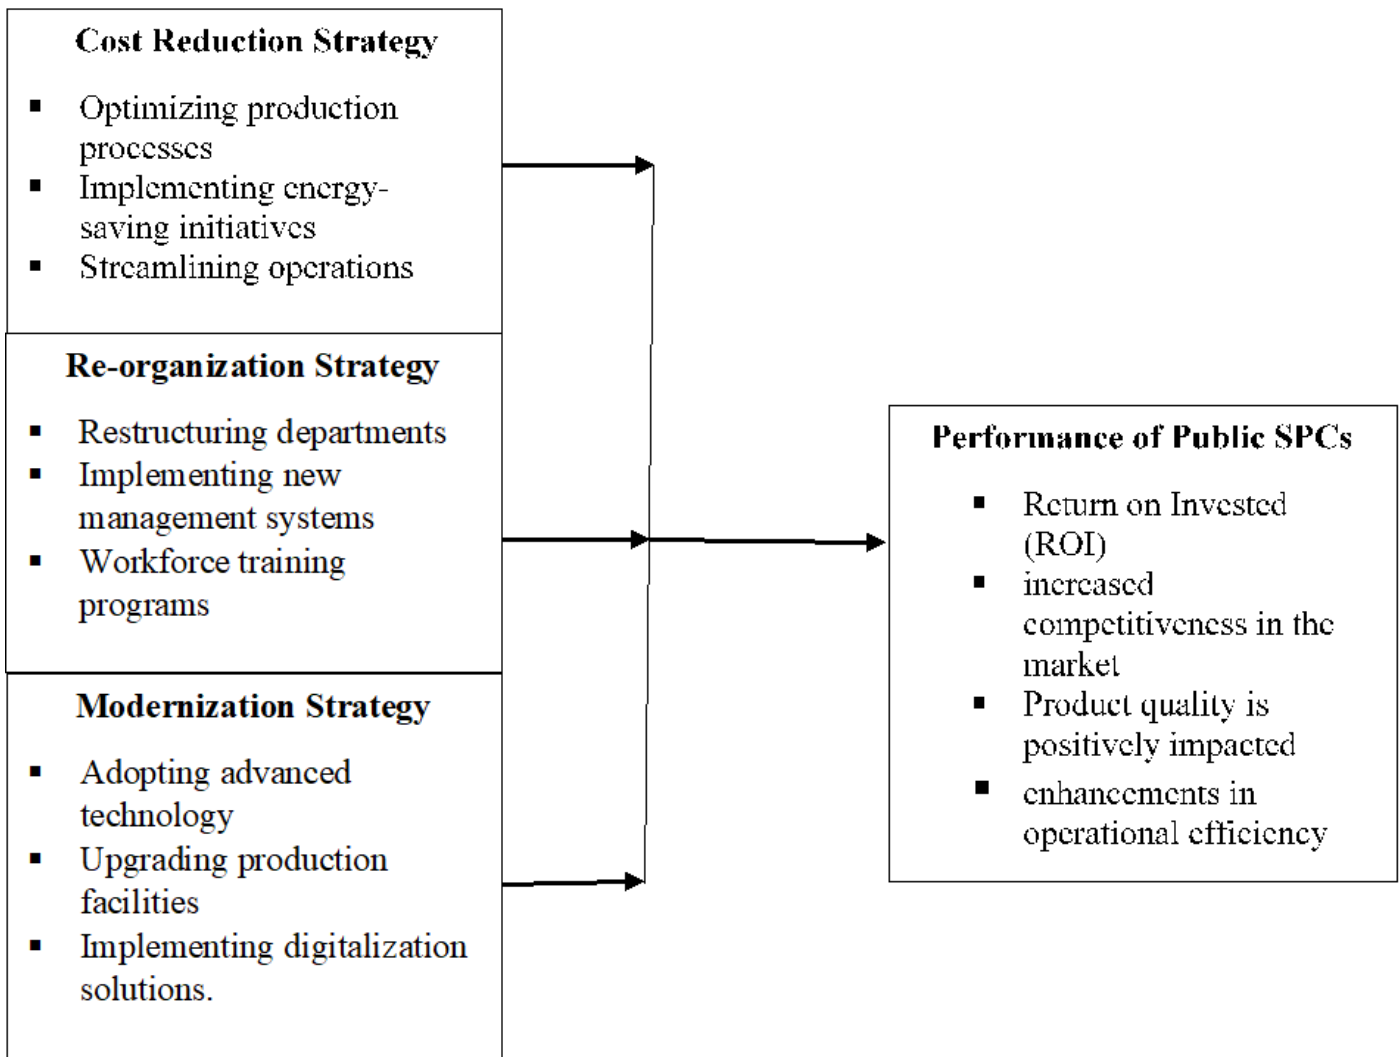 Cost Reduction Strategy
▪ Optimizing production
processes
▪ Implementing energy-
saving initiatives
▪ Streamlining operations
Re-organization Strategy
▪ Restructuring departments
▪ Implementing new
management systems
▪ Workforce training
programs
Modernization Strategy
▪ Adopting advanced
technology
▪ Upgrading production
facilities
▪ Implementing digitalization
solutions.
Performance of Public SPCs
▪ Return on Invested
(ROI)
▪ increased
competitiveness in the
market
▪ Product quality is
positively impacted
▪ enhancements in
operational efficiency